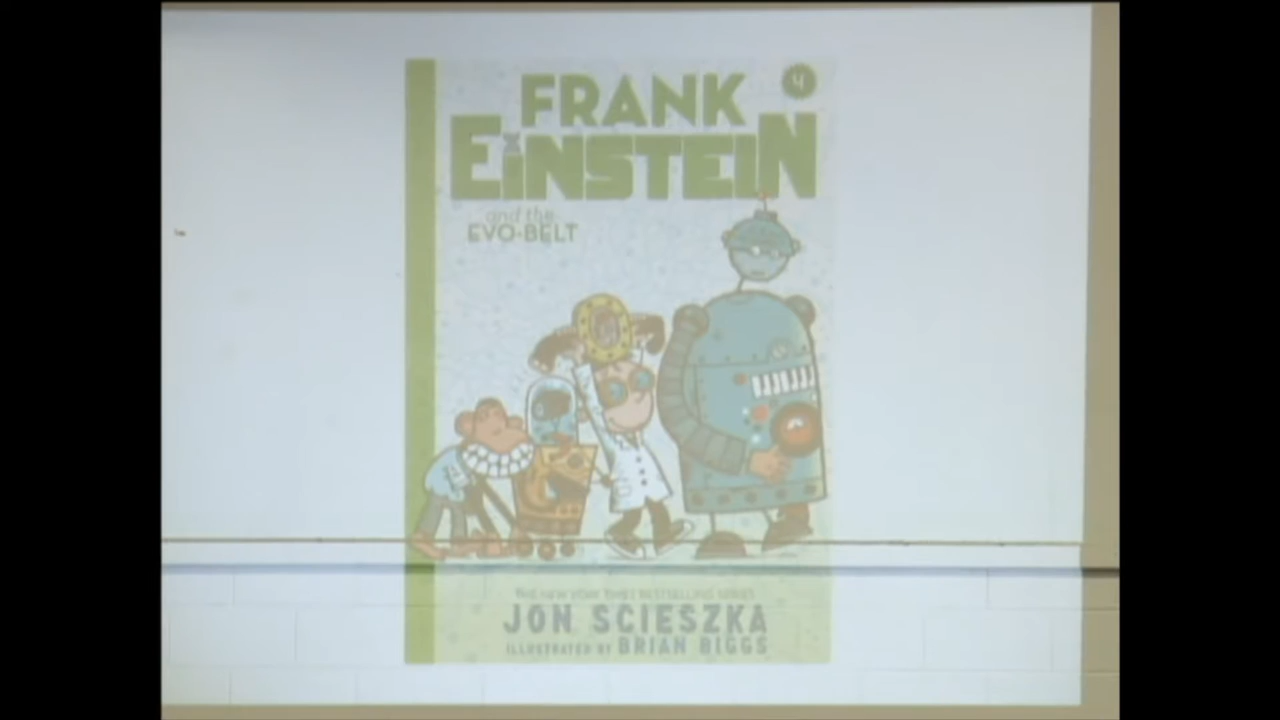 4
FRANK
EiNSTEIN
and the
EVO-BELT
THE NEW YORK TIMES BESTSELLING SERIES
JON SCIESZKA
ILLUSTRATED BY BRIAN BIGGS